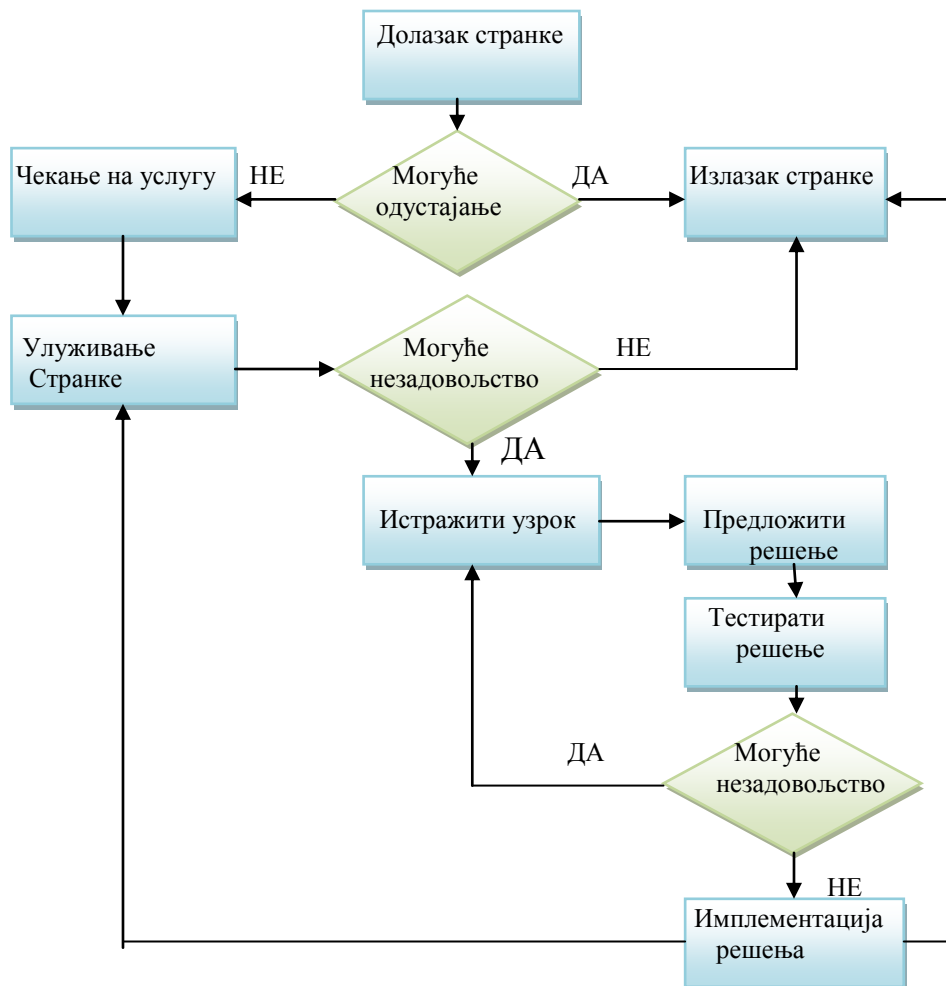 Долазак странке
Чекање на услугу
НЕ
Могуће
одустајање
ДА
Излазак странке
Улуживање
Странке
Могуће
незадовољство
НЕ
ДА
Истражити узрок
Предложити
решење
Тестирати
решење
ДА
Могуће
незадовољство
НЕ
Имплементација
решења